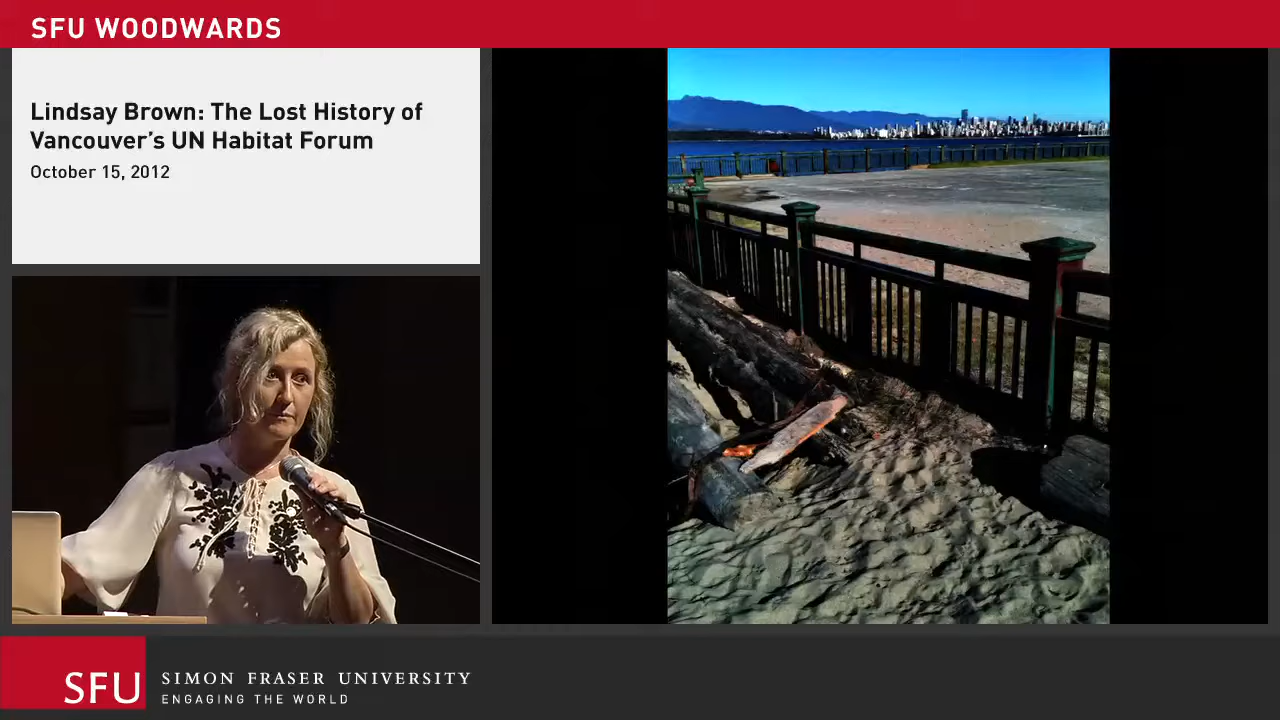 SFU WOODWARDS
Lindsay Brown: The Lost History of
Vancouver's UN Habitat Forum
October 15, 2012
SFU
SIMON FRASER UNIVERSITY
ENGAGING THE WORLD